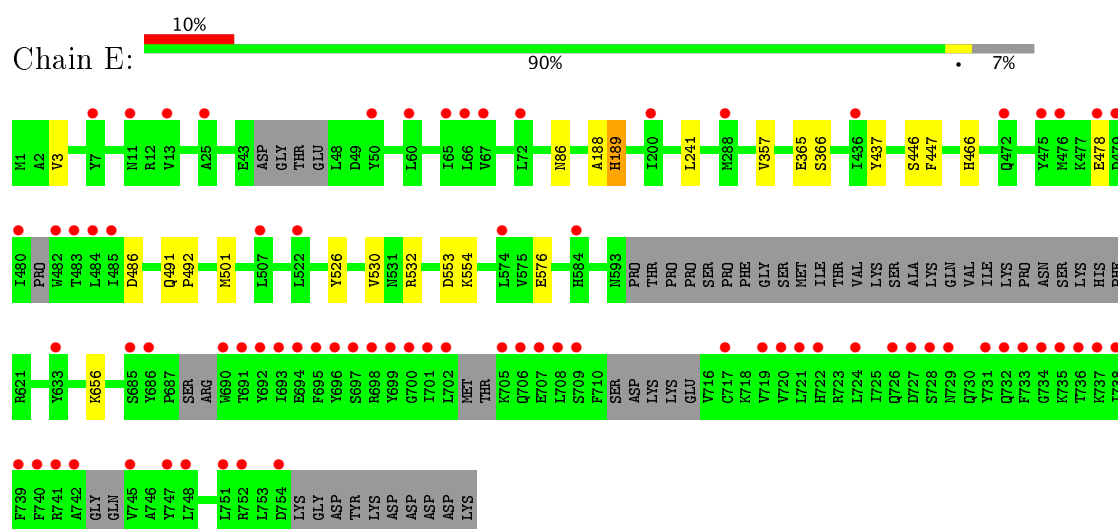 10%
Chain E:
90%
7%
M1 A2 V3 Y7 N11 R12 V13 A25 E43 ASP GLY THR GLU L48 D49 Y50 L60 I65 L66 V67 L72 N86 A188 H189 I200 L241 M288 V357 E365 S366 I436 Y437 S446 F447 H466 Q472 Y475 M476 K477 E478
I480 PRO W482 T483 L484 I485 D486 Q491 P492 M501 L507 L522 Y526 V530 N531 R532 D553 K554 L574 V575 E576 H584 N593 PRO THR PRO PRO PRO SER PRO PHE GLY SER MET ILE THR VAL LYS SER ALA LYS GLN VAL ILE LYS PRO ASN SER LYS HIS
R621 Y633 K656 S685 Y686 P687 SER ARG W690 T691 Y692 I693 E694 F695 Y696 S697 R698 Y699 G700 I701 L702 MET THR K705 Q706 E707 L708 S709 F710 SER ASP LYS LYS GLU V716 C717 K718 V719 V720 L721 H722 R723 L724 I725 Q726 D727 S728 N729 Q730 Y731 Q732 F733 G734 K735 T736 K737
F739 F740 R741 A742 GLY GLN V745 A746 Y747 L748 L751 R752 L753 D754 LYS GLY ASP TYR LYS ASP ASP ASP ASP LYS